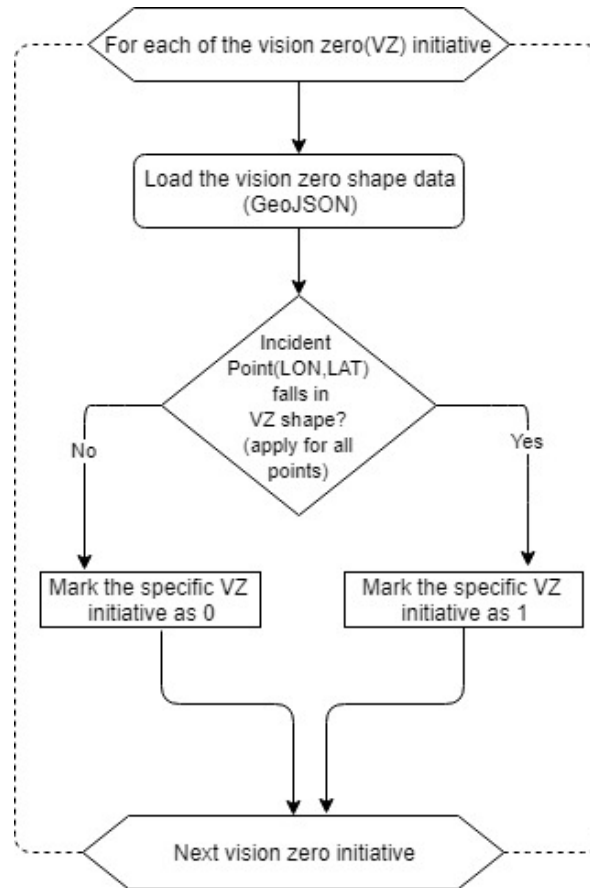 For each of the vision zero(VZ) initiative
Load the vision zero shape data
(GeoJSON)
Incident
Point(LON,LAT)
falls in
VZ shape?
(apply for all
points)
No
Yes
Mark the specific VZ
initiative as 0
Mark the specific VZ
initiative as 1
Next vision zero initiative